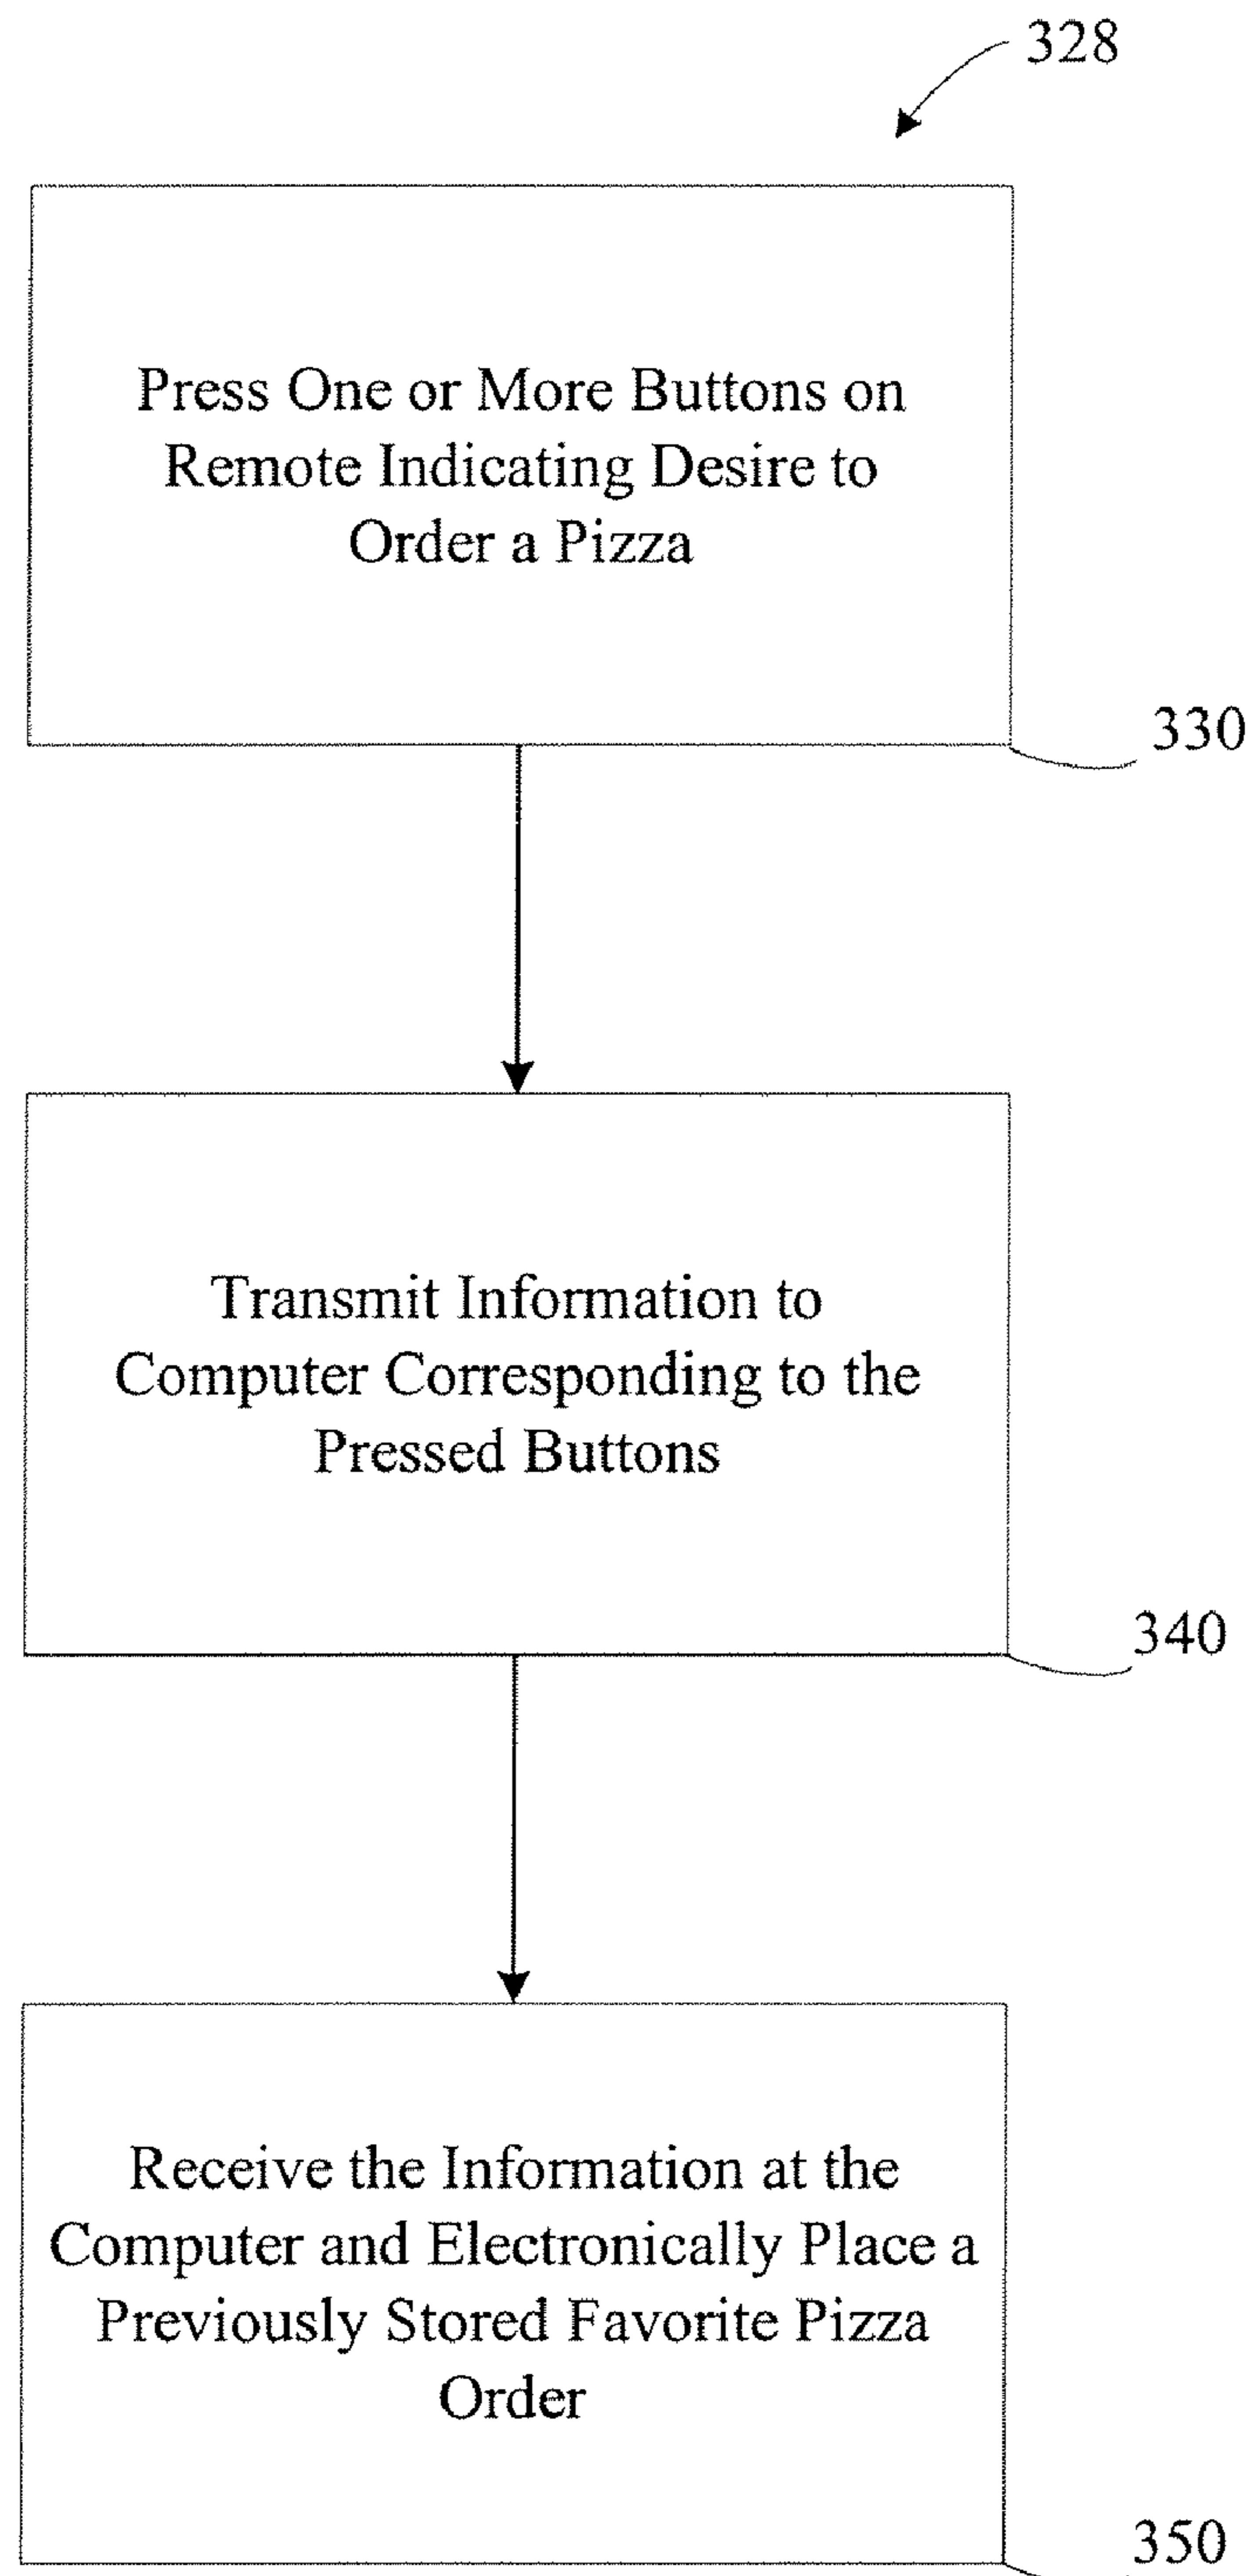 328
Press One or More Buttons on
Remote Indicating Desire to
Order a Pizza
330
Transmit Information to
Computer Corresponding to the
Pressed Buttons
340
Receive the Information at the
Computer and Electronically Place a
Previously Stored Favorite Pizza
Order
350